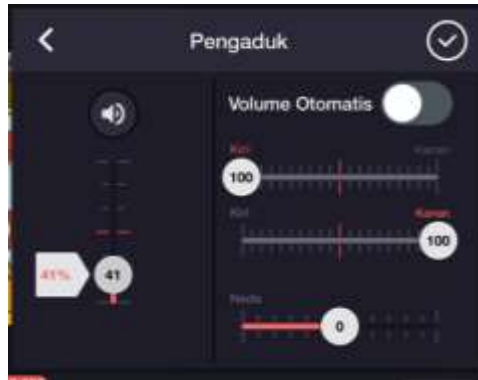 Pengaduk
Volume Otomatis
Kiri
Kanan
100
Kiri
Kanan
100
41%
41
Nada
0